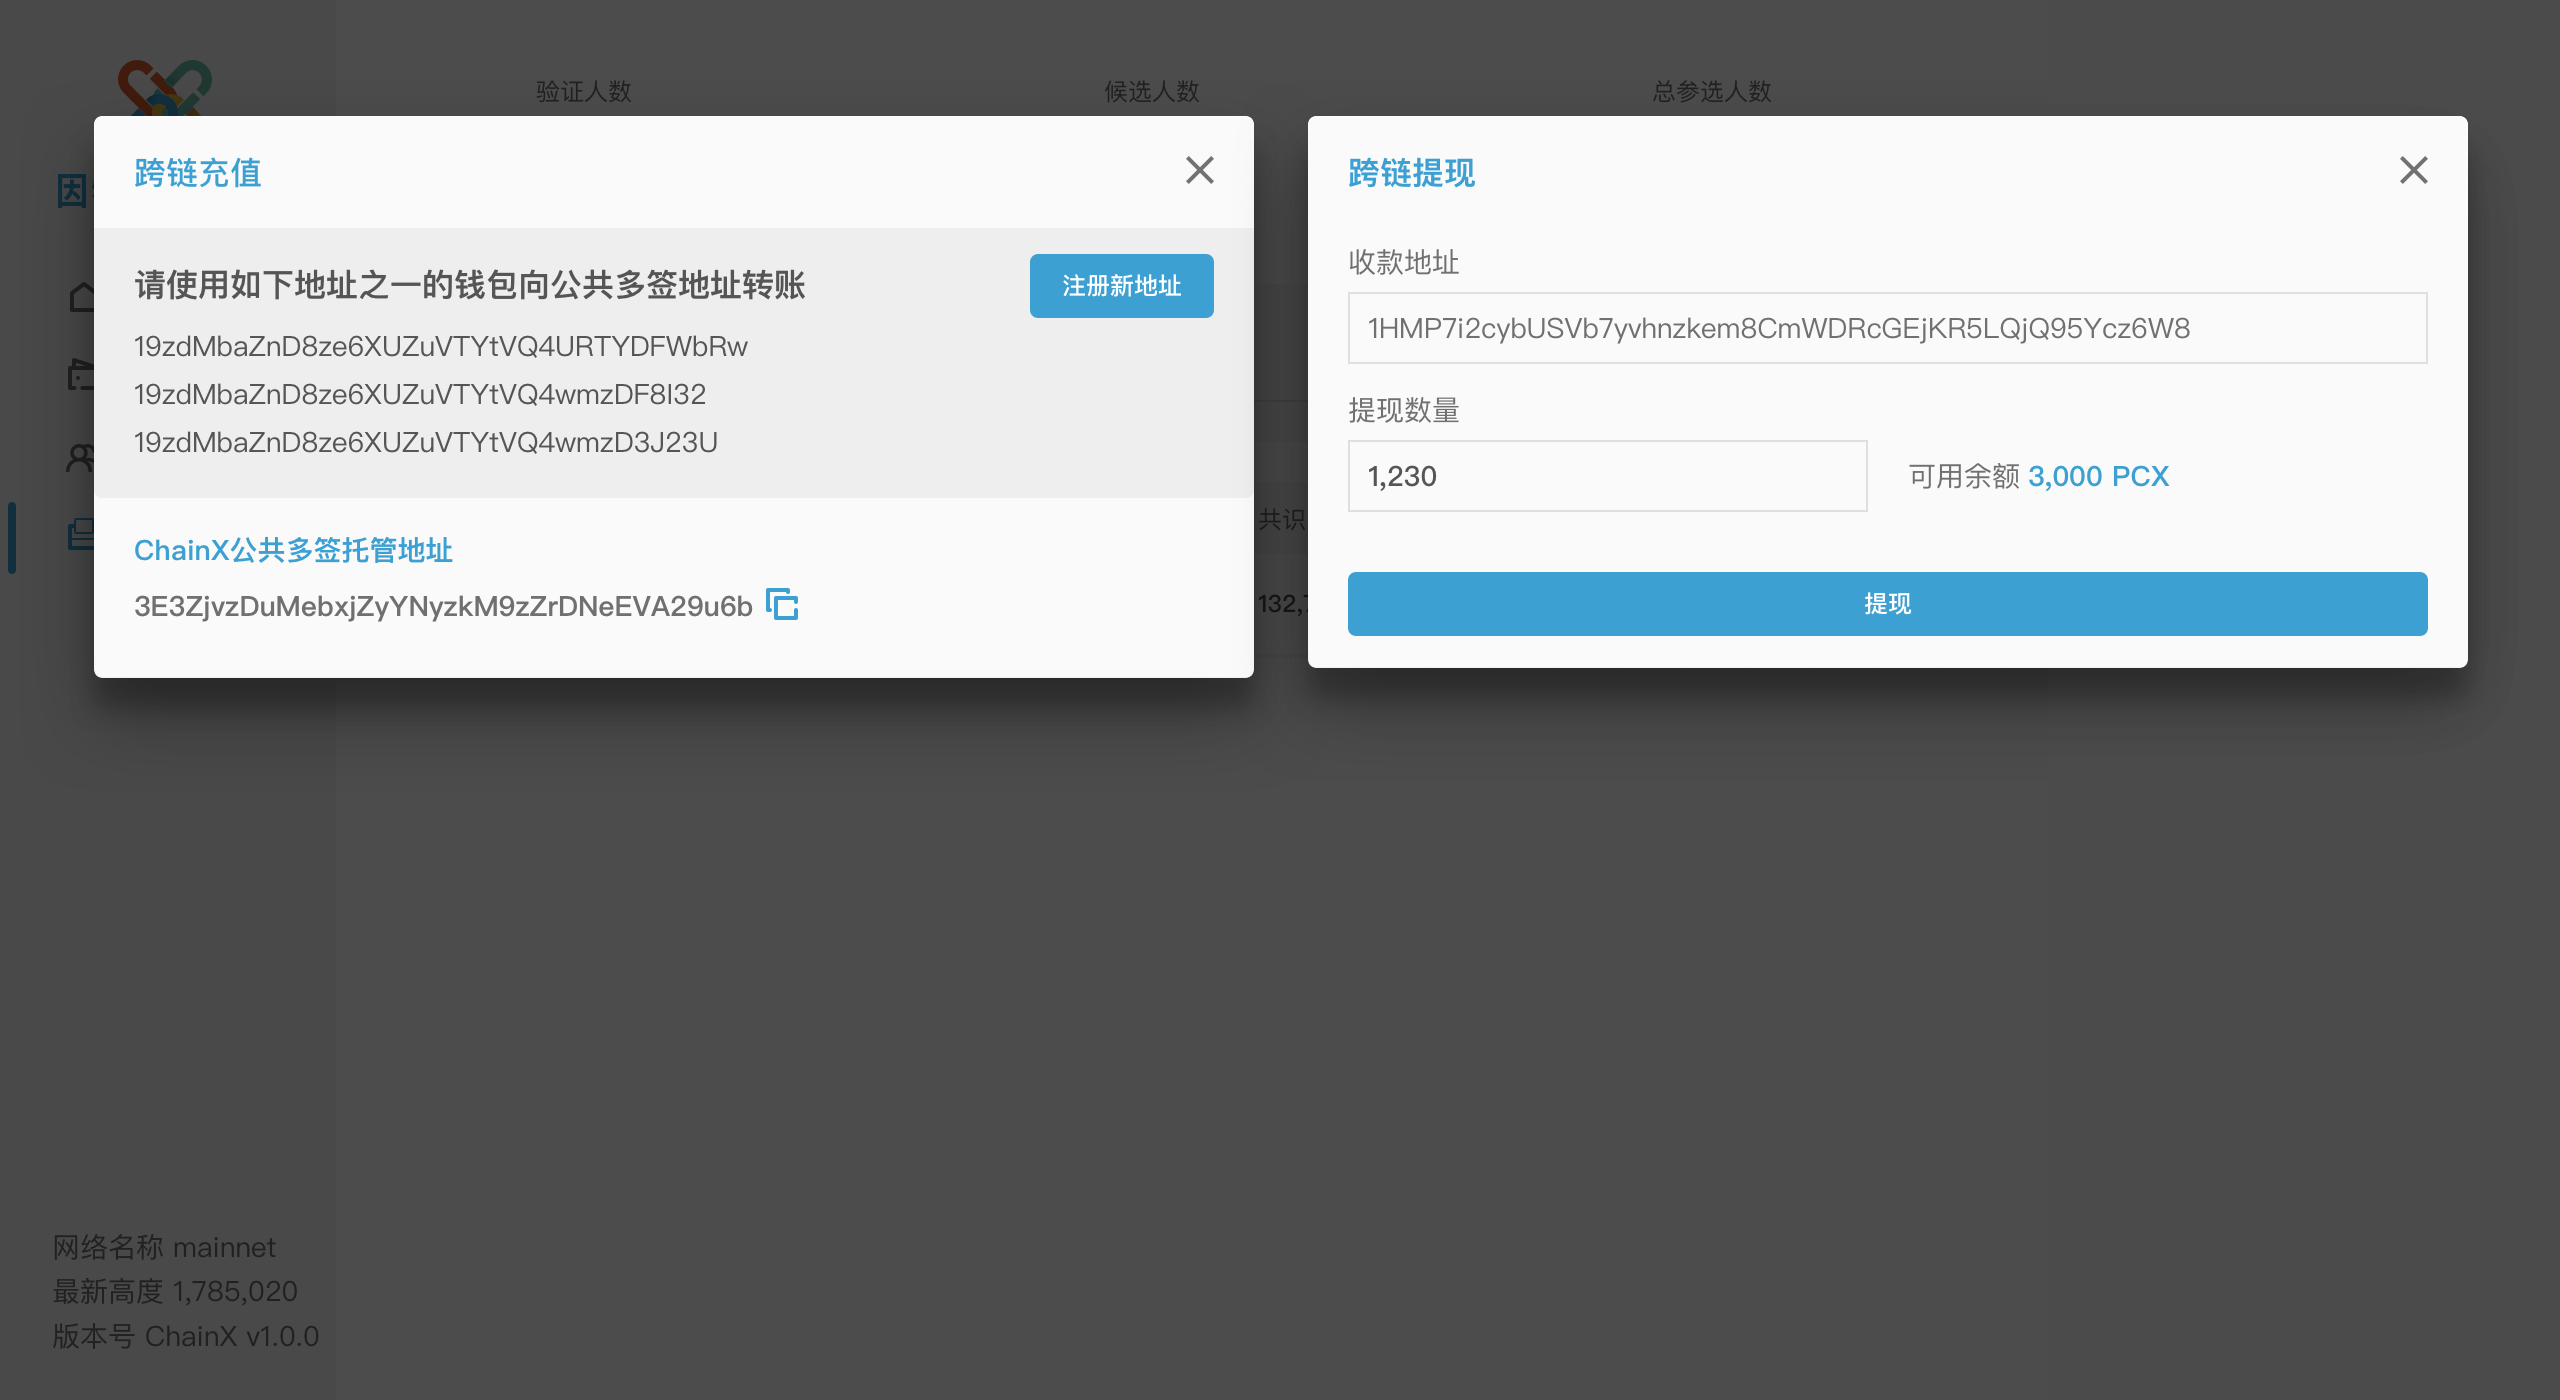 验证人数
候选人数
总参选人数
跨链充值
请使用如下地址之一的钱包向公共多签地址转账
注册新地址
19zdMbaZnD8ze6XUZuVTYtVQ4URTYDFWbRw
19zdMbaZnD8ze6XUZuVTYtVQ4wmzDF8I32
19zdMbaZnD8ze6XUZuVTYtVQ4wmzD3J23U
ChainX公共多签托管地址
3E3ZjvzDuMebxjZyYNyzkM9zZrDNeEVA29u6b
因
共识
132,
跨链提现
收款地址
1HMP7i2cybUSVb7yvhnzkem8CmWDRcGEjKR5LQjQ95Ycz6W8
提现数量
1,230
可用余额 3,000 PCX
提现
网络名称 mainnet
最新高度 1,785,020
版本号 ChainX v1.0.0